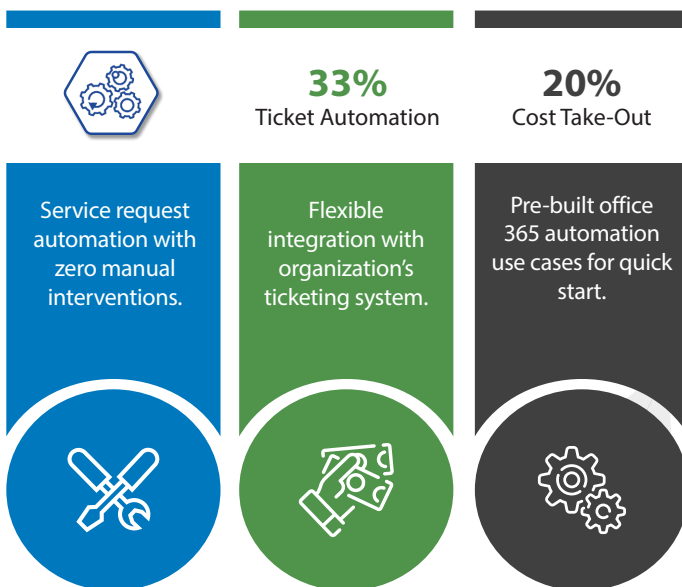 33%
Ticket Automation
20%
Cost Take-Out
Service request
automation with
zero manual
interventions.
Flexible
integration with
organization’s
ticketing system.
Pre-built office
365 automation
use cases for quick
start.